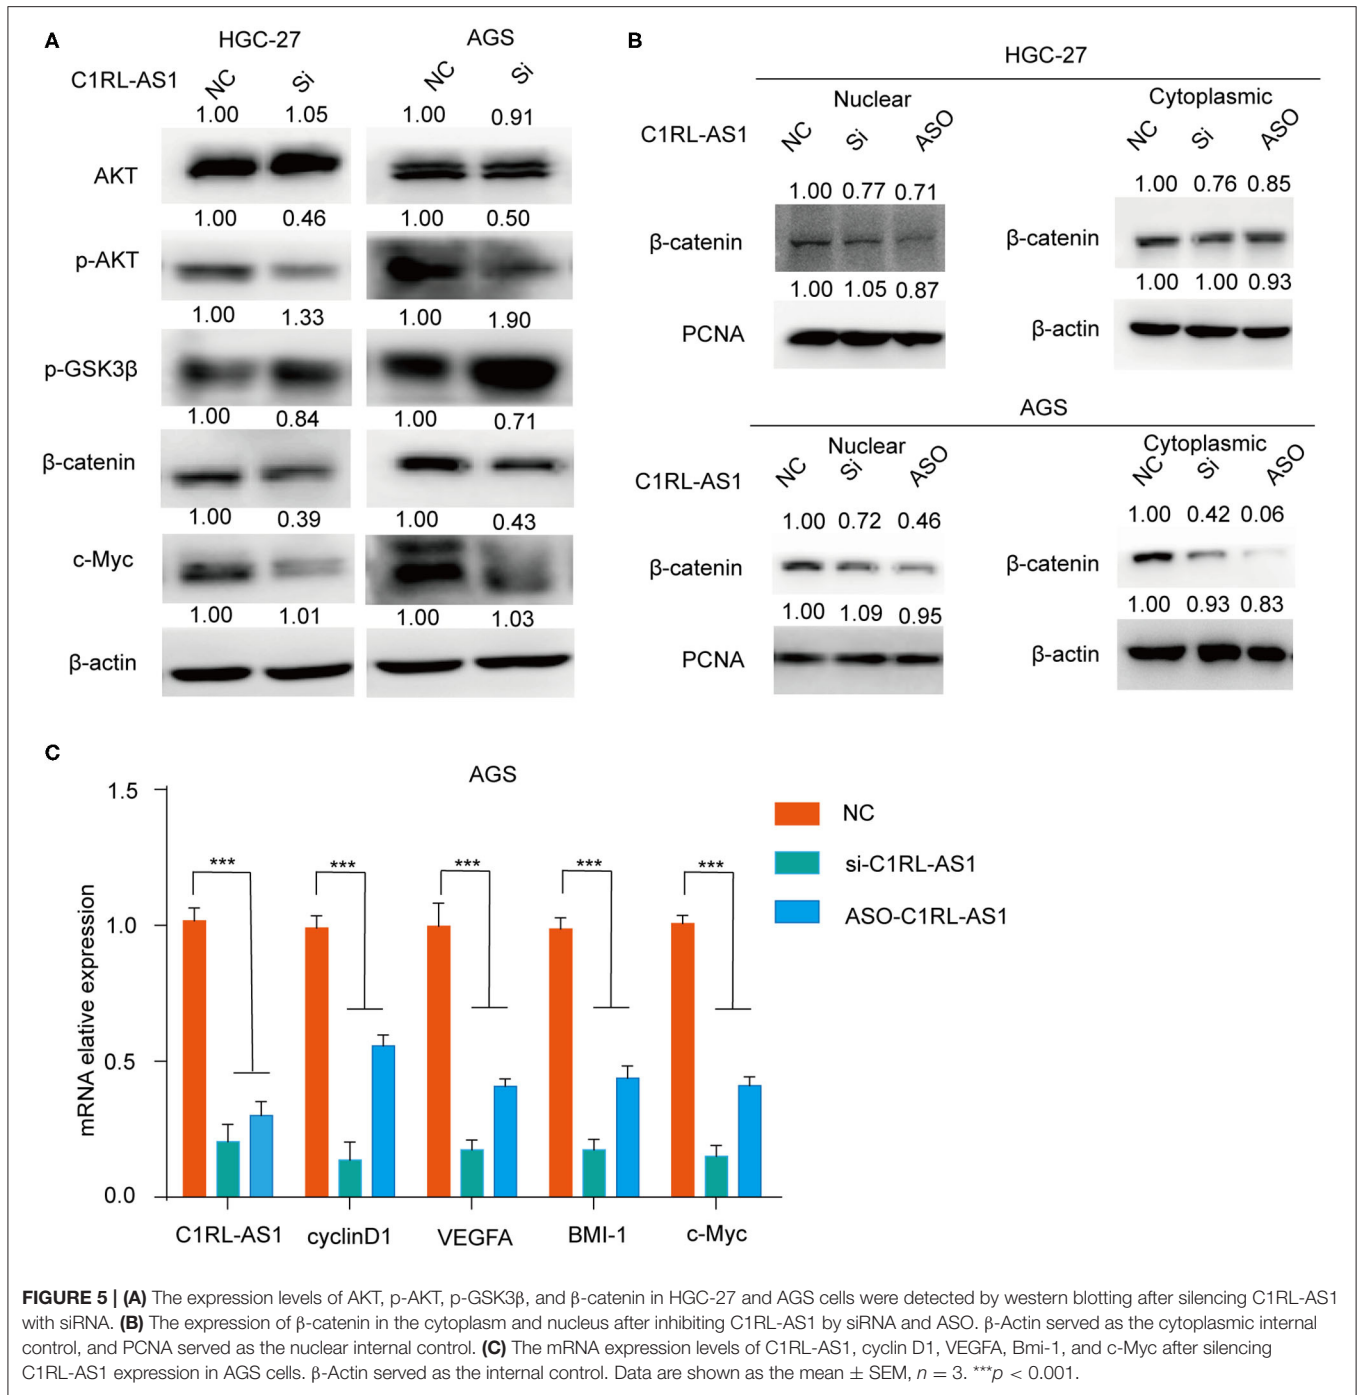 A
HGC-27 AGS
C1RL-AS1 NC Si NC Si
1.00 1.05 1.00 0.91
AKT
1.00 0.46 1.00 0.50
p-AKT
1.00 1.33 1.00 1.90
p-GSK3β
1.00 0.84 1.00 0.71
β-catenin
1.00 0.39 1.00 0.43
c-Myc
1.00 1.01 1.00 1.03
β-actin
B
HGC-27
Nuclear Cytoplasmic
C1RL-AS1 NC Si ASO NC Si ASO
1.00 0.77 0.71 1.00 0.76 0.85
β-catenin β-catenin
1.00 1.05 0.87 1.00 1.00 0.93
PCNA β-actin
AGS
Nuclear Cytoplasmic
C1RL-AS1 NC Si ASO NC Si ASO
1.00 0.72 0.46 1.00 0.42 0.06
β-catenin β-catenin
1.00 1.09 0.95 1.00 0.93 0.83
PCNA β-actin
C
AGS
mRNA elative expression
1.5
1.0
0.5
0.0
*** *** *** *** ***
C1RL-AS1 cyclinD1 VEGFA BMI-1 c-Myc
NC
si-C1RL-AS1
ASO-C1RL-AS1
FIGURE 5 | (A) The expression levels of AKT, p-AKT, p-GSK3β, and β-catenin in HGC-27 and AGS cells were detected by western blotting after silencing C1RL-AS1
with siRNA. (B) The expression of β-catenin in the cytoplasm and nucleus after inhibiting C1RL-AS1 by siRNA and ASO. β-Actin served as the cytoplasmic internal
control, and PCNA served as the nuclear internal control. (C) The mRNA expression levels of C1RL-AS1, cyclin D1, VEGFA, Bmi-1, and c-Myc after silencing
C1RL-AS1 expression in AGS cells. β-Actin served as the internal control. Data are shown as the mean ± SEM, n = 3. ***p < 0.001.